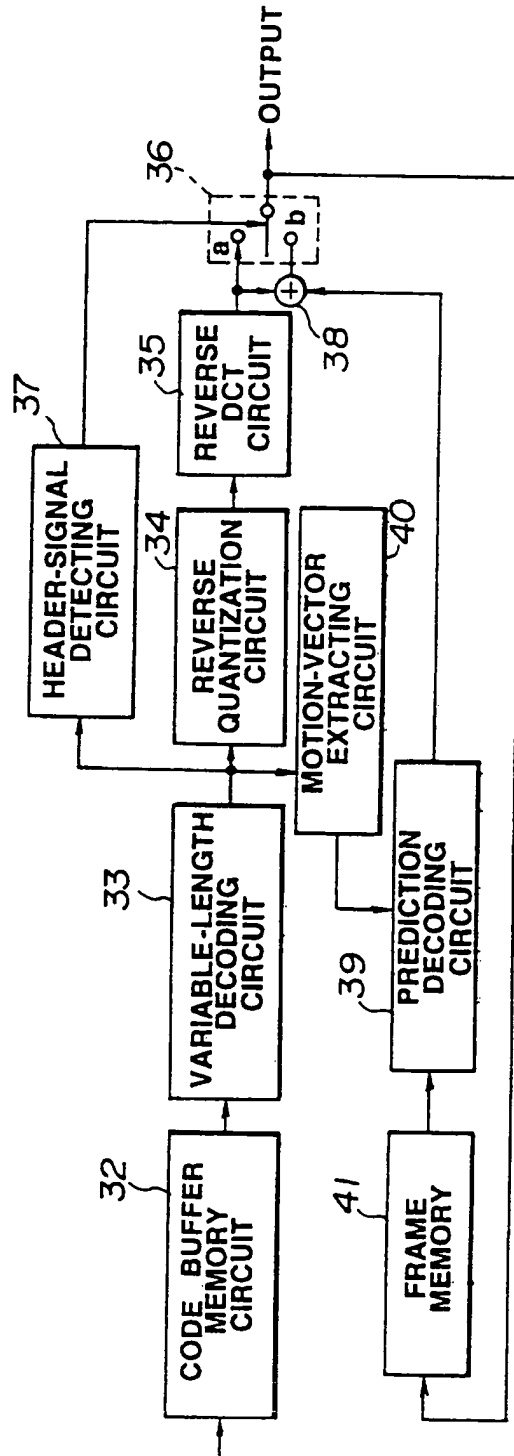 32
CODE BUFFER
MEMORY
CIRCUIT
33
VARIABLE-LENGTH
DECODING
CIRCUIT
34
REVERSE
QUANTIZATION
CIRCUIT
35
REVERSE
DCT
CIRCUIT
36
a
b
OUTPUT
37
HEADER-SIGNAL
DETECTING
CIRCUIT
38
+
40
MOTION-VECTOR
EXTRACTING
CIRCUIT
39
PREDICTION
DECODING
CIRCUIT
41
FRAME
MEMORY